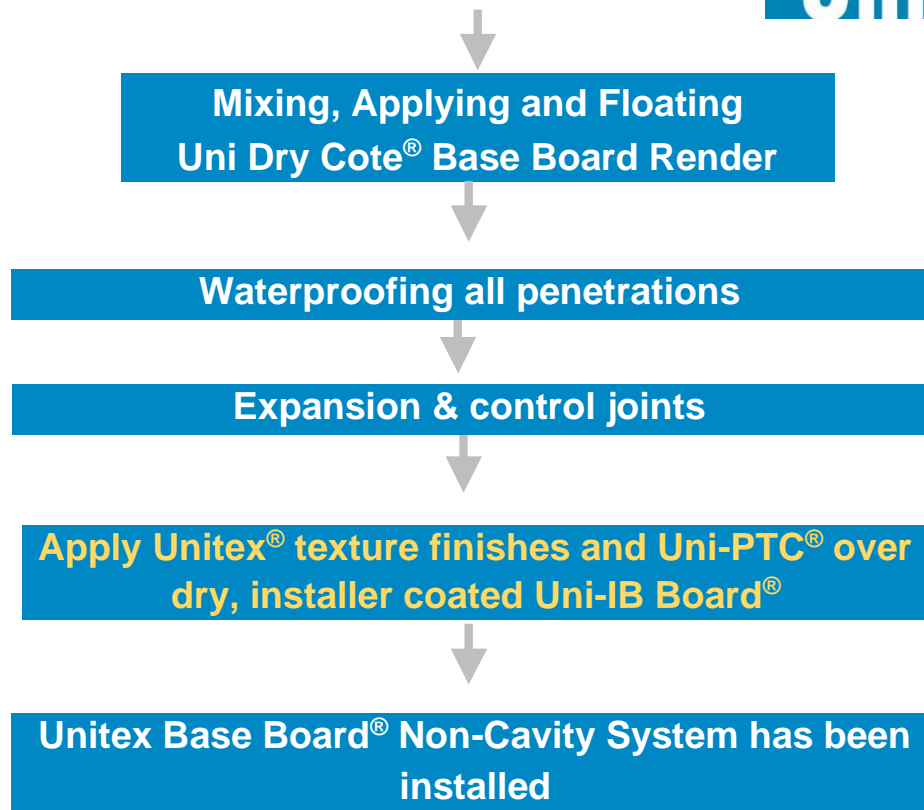 Mixing, Applying and Floating
Uni Dry Cote® Base Board Render
Waterproofing all penetrations
Expansion & control joints
Apply Unitex® texture finishes and Uni-PTC® over
dry, installer coated Uni-IB Board®
Unitex Base Board® Non-Cavity System has been
installed